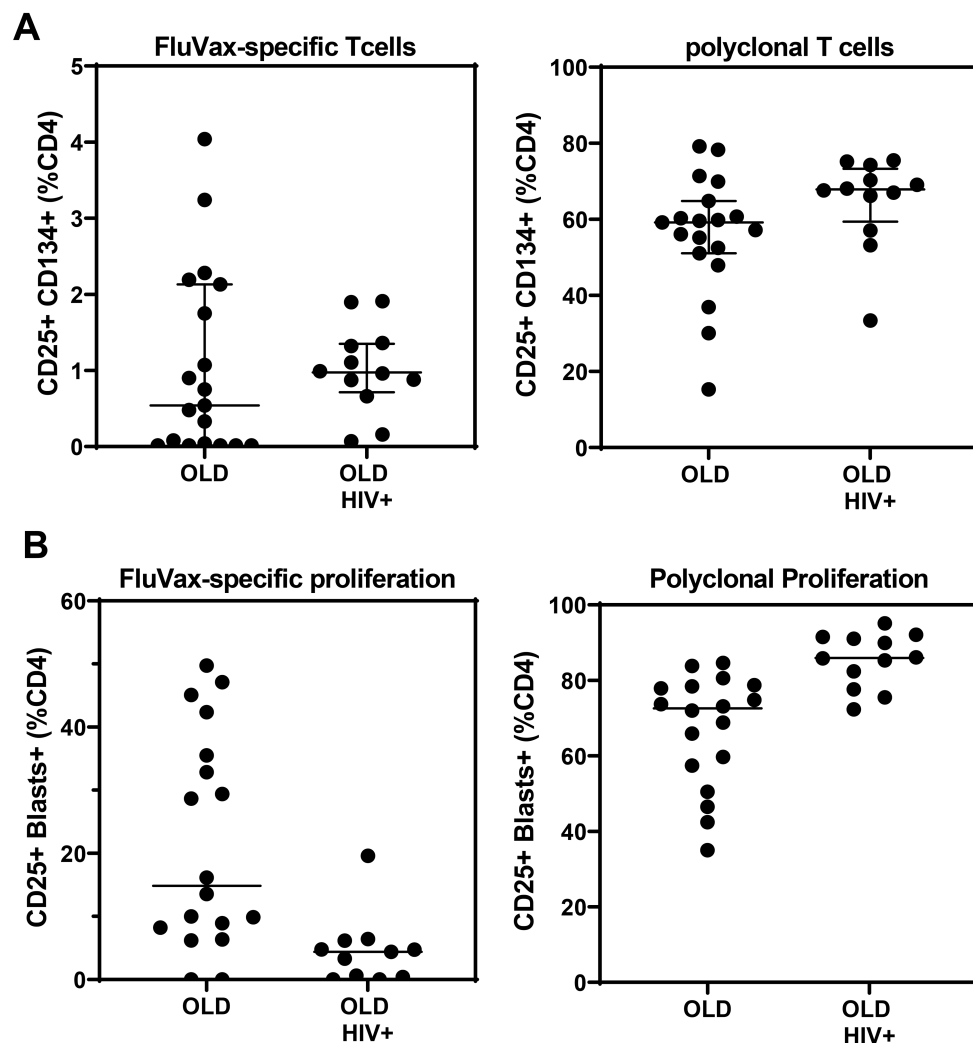 A
FluVax-specific Tcells
polyclonal T cells
CD25+ CD134+ (%CD4)
5
4
3
2
1
0
OLD
OLD
HIV+
CD25+ CD134+ (%CD4)
100
80
60
40
20
0
OLD
OLD
HIV+
B
FluVax-specific proliferation
Polyclonal Proliferation
CD25+ Blasts+ (%CD4)
60
40
20
0
OLD
OLD
HIV+
CD25+ Blasts+ (%CD4)
100
80
60
40
20
0
OLD
OLD
HIV+